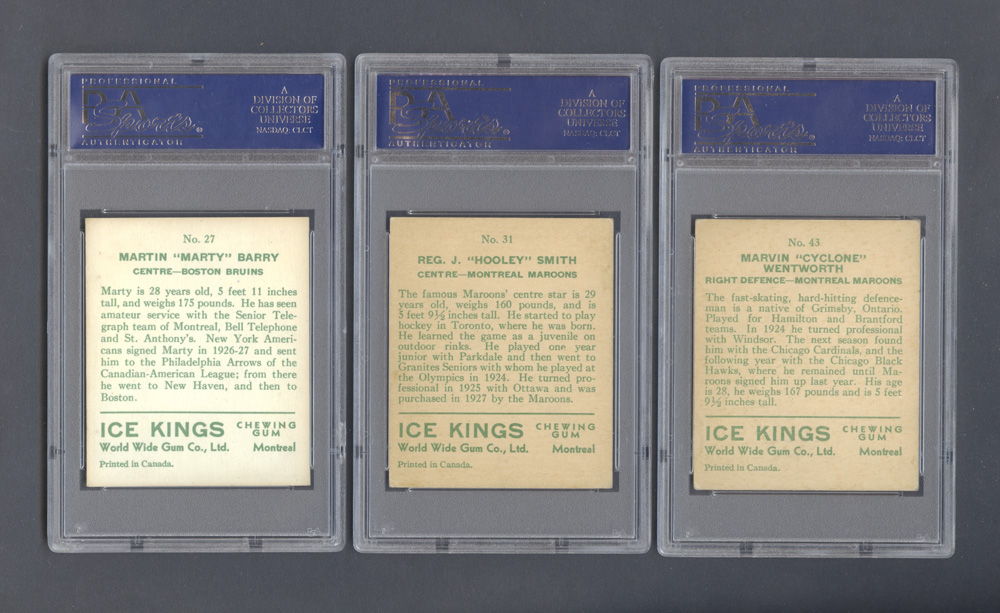 PROFESSIONAL
PSA
Sports
AUTHENTICATOR
A
DIVISION OF
COLLECTORS
UNIVERSE
NASDAQ: CLCT
No. 27
MARTIN "MARTY" BARRY
CENTRE—BOSTON BRUINS
Marty is 28 years old, 5 feet 11 inches
tall, and weighs 175 pounds. He has seen
amateur service with the Senior Tele-
graph team of Montreal, Bell Telephone
and St. Anthony's. New York Ameri-
cans signed Marty in 1926-27 and sent
him to the Philadelphia Arrows of the
Canadian-American League; from there
he went to New Haven, and then to
Boston.
ICE KINGS CHEWING GUM
World Wide Gum Co., Ltd. Montreal
Printed in Canada.
PROFESSIONAL
PSA
Sports
AUTHENTICATOR
A
DIVISION OF
COLLECTORS
UNIVERSE
NASDAQ: CLCT
No. 31
REG. J. "HOOLEY" SMITH
CENTRE—MONTREAL MAROONS
The famous Maroons' centre star is 29
years old, weighs 160 pounds, and is
5 feet 9½ inches tall. He started to play
hockey in Toronto, where he was born.
He learned the game as a juvenile on
outdoor rinks. He played one year
junior with Parkdale and then went to
Granites Seniors with whom he played at
the Olympics in 1924. He turned pro-
fessional in 1925 with Ottawa and was
purchased in 1927 by the Maroons.
ICE KINGS CHEWING GUM
World Wide Gum Co., Ltd. Montreal
Printed in Canada.
PROFESSIONAL
PSA
Sports
AUTHENTICATOR
A
DIVISION OF
COLLECTORS
UNIVERSE
NASDAQ: CLCT
No. 43
MARVIN "CYCLONE"
WENTWORTH
RIGHT DEFENCE—MONTREAL MAROONS
The fast-skating, hard-hitting defence-
man is a native of Grimsby, Ontario.
Played for Hamilton and Brantford
teams. In 1924 he turned professional
with Windsor. The next season found
him with the Chicago Cardinals, and the
following year with the Chicago Black
Hawks, where he remained until Ma-
roons signed him up last year. His age
is 28, he weighs 167 pounds and is 5 feet
9½ inches tall.
ICE KINGS CHEWING GUM
World Wide Gum Co., Ltd. Montreal
Printed in Canada.